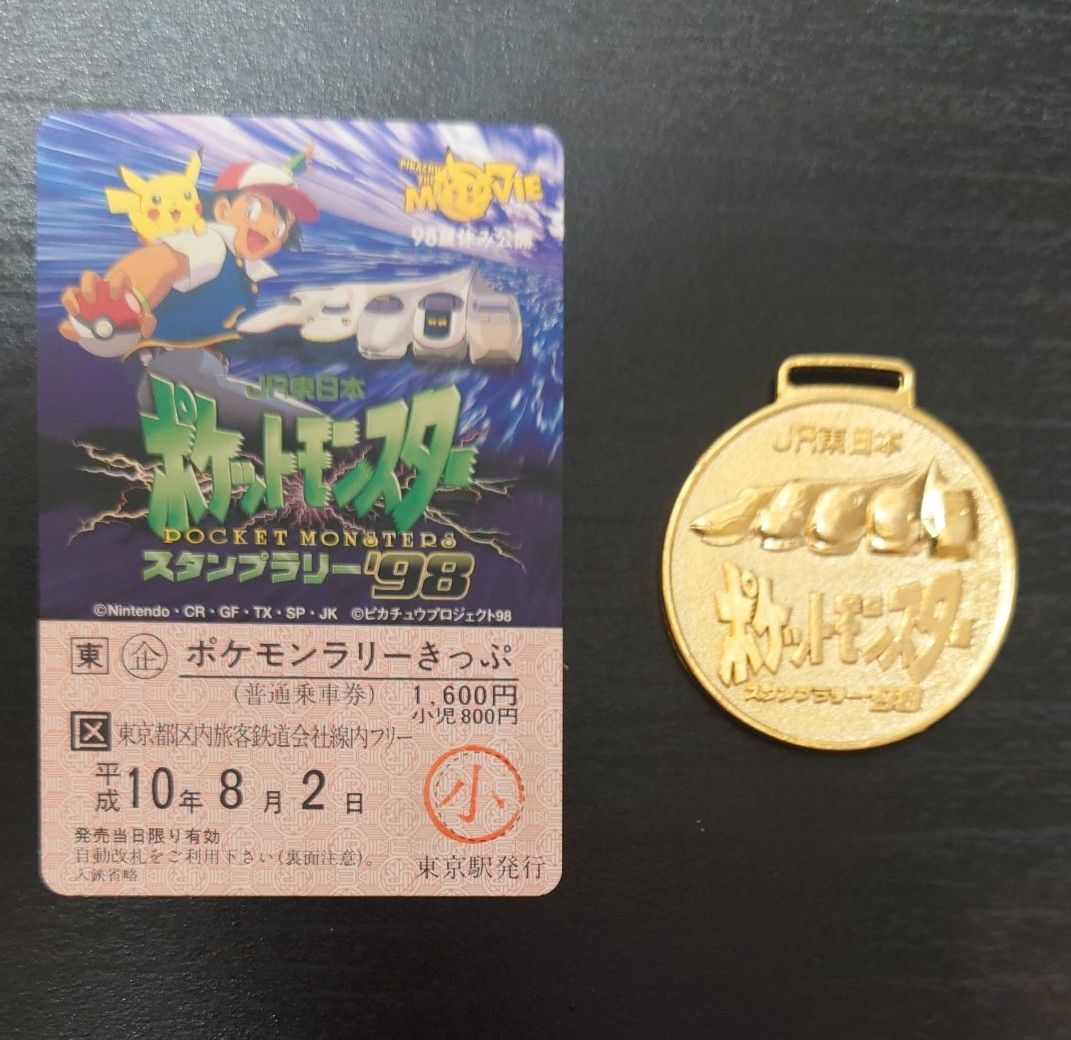 PIKACHU THE MOVIE
98夏休み公開
JR東日本
ポケットモンスター
POCKET MONSTERS
スタンプラリー'98
©Nintendo・CR・GF・TX・SP・JK ©ピカチュウプロジェクト98
東 企 ポケモンラリーきっぷ
(普通乗車券) 1,600円
小児800円
区 東京都区内旅客鉄道会社線内フリー
平成10年 8月 2日
小
発売当日限り有効
自動改札をご利用下さい(裏面注意)。
入鋏省略
東京駅発行
JR東日本
ポケットモンスター
スタンプラリー'98